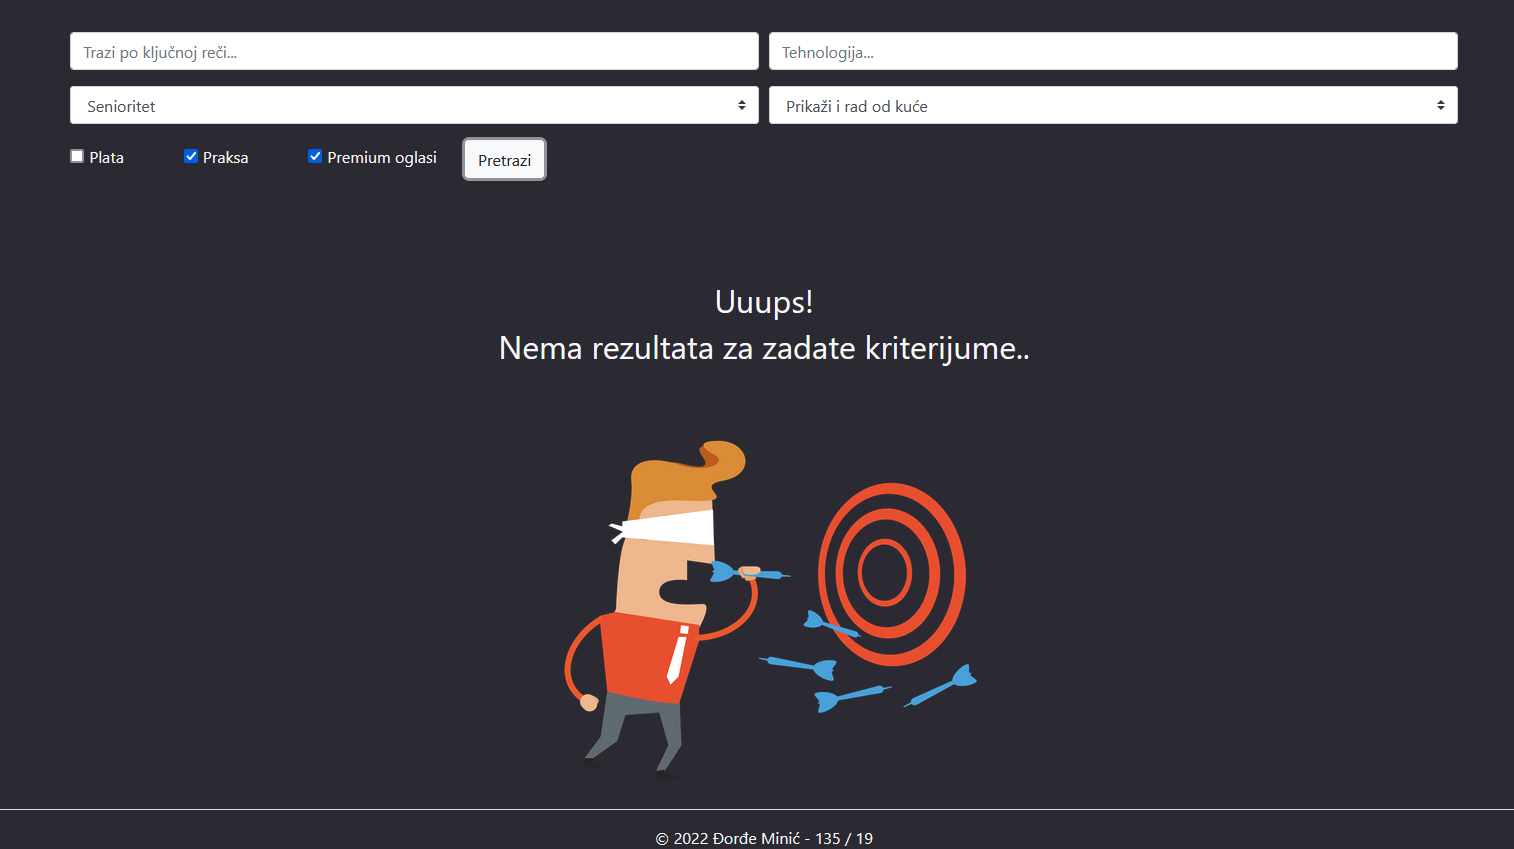 Trazi po ključnoj reči...
Tehnologija...
Senioritet
Prikaži i rad od kuće
Plata
Praksa
Premium oglasi
Pretrazi
Uuups!
Nema rezultata za zadate kriterijume..
© 2022 Đorđe Minić - 135 / 19